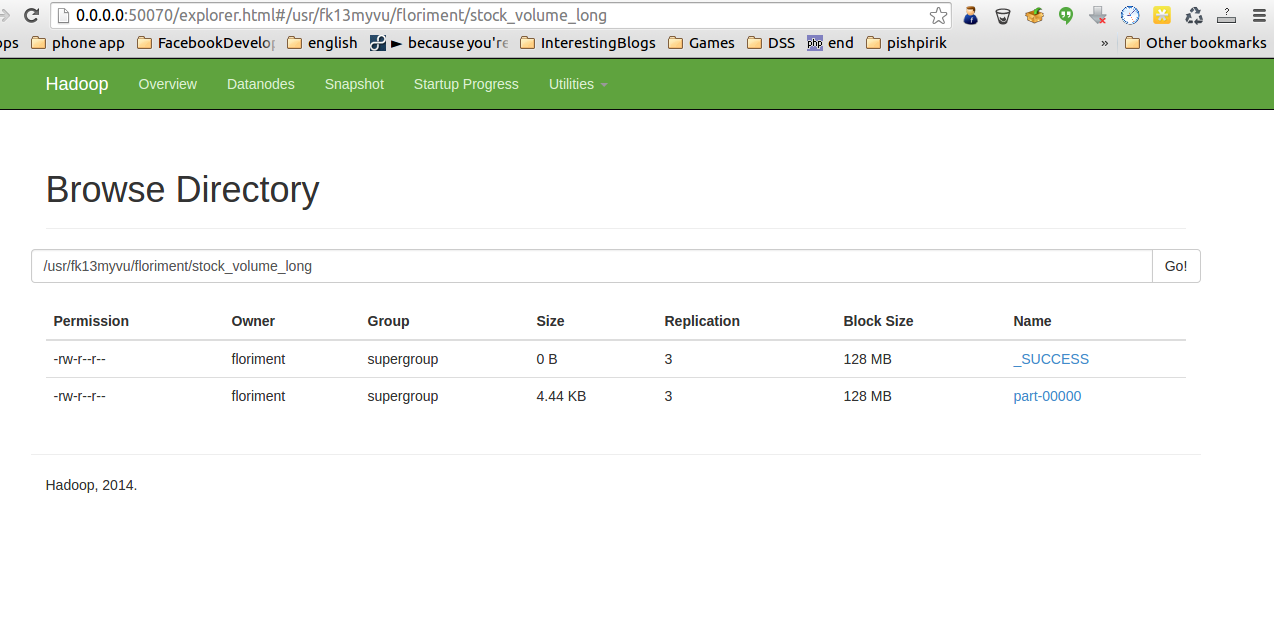 0.0.0.0:50070/explorer.html#/usr/fk13myvu/floriment/stock_volume_long
ps phone app FacebookDevelo english ► because you're InterestingBlogs Games DSS php end pishpirik » Other bookmarks
Hadoop Overview Datanodes Snapshot Startup Progress Utilities
Browse Directory
/usr/fk13myvu/floriment/stock_volume_long Go!
Permission Owner Group Size Replication Block Size Name
-rw-r--r-- floriment supergroup 0 B 3 128 MB _SUCCESS
-rw-r--r-- floriment supergroup 4.44 KB 3 128 MB part-00000
Hadoop, 2014.